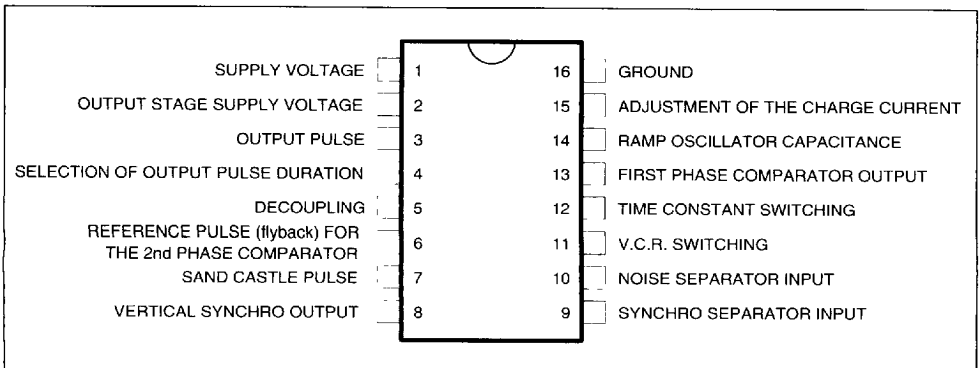 SUPPLY VOLTAGE 1 16 GROUND
OUTPUT STAGE SUPPLY VOLTAGE 2 15 ADJUSTMENT OF THE CHARGE CURRENT
OUTPUT PULSE 3 14 RAMP OSCILLATOR CAPACITANCE
SELECTION OF OUTPUT PULSE DURATION 4 13 FIRST PHASE COMPARATOR OUTPUT
DECOUPLING 5 12 TIME CONSTANT SWITCHING
REFERENCE PULSE (flyback) FOR
THE 2nd PHASE COMPARATOR 6 11 V.C.R. SWITCHING
SAND CASTLE PULSE 7 10 NOISE SEPARATOR INPUT
VERTICAL SYNCHRO OUTPUT 8 9 SYNCHRO SEPARATOR INPUT